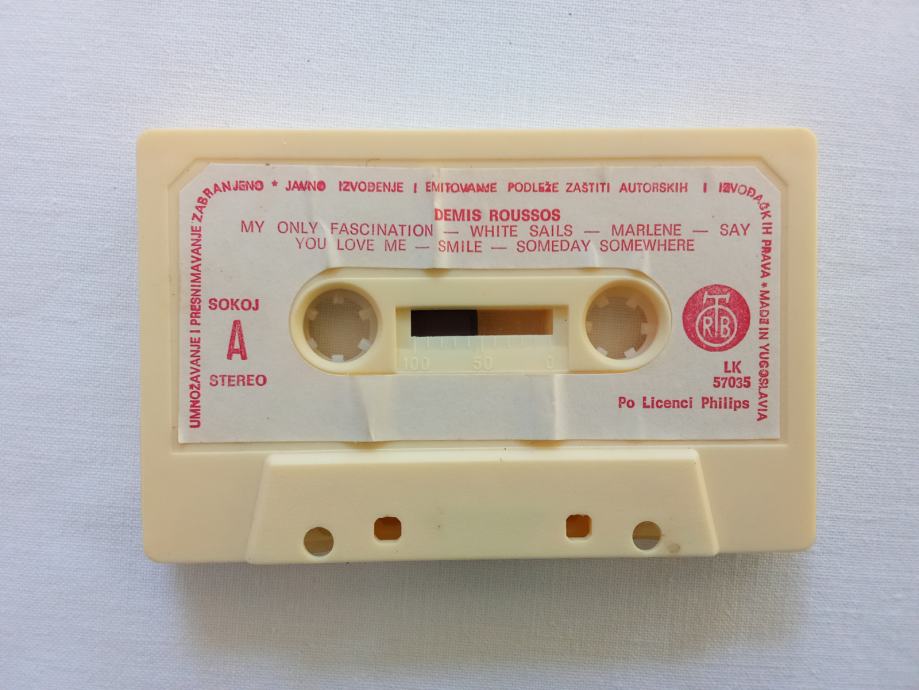 UMNOŽAVANJE I PRESNIMAVANJE ZABRANJENO * JAVNO IZVOĐENJE I EMITOVANJE PODLEŽE ZAŠTITI AUTORSKIH I IZVOĐAČKIH PRAVA * MADE IN YUGOSLAVIA
DEMIS ROUSSOS
MY ONLY FASCINATION — WHITE SAILS — MARLENE — SAY
YOU LOVE ME — SMILE — SOMEDAY SOMEWHERE
SOKOJ
A
STEREO
RTB
LK
57035
Po Licenci Philips
100 50 0